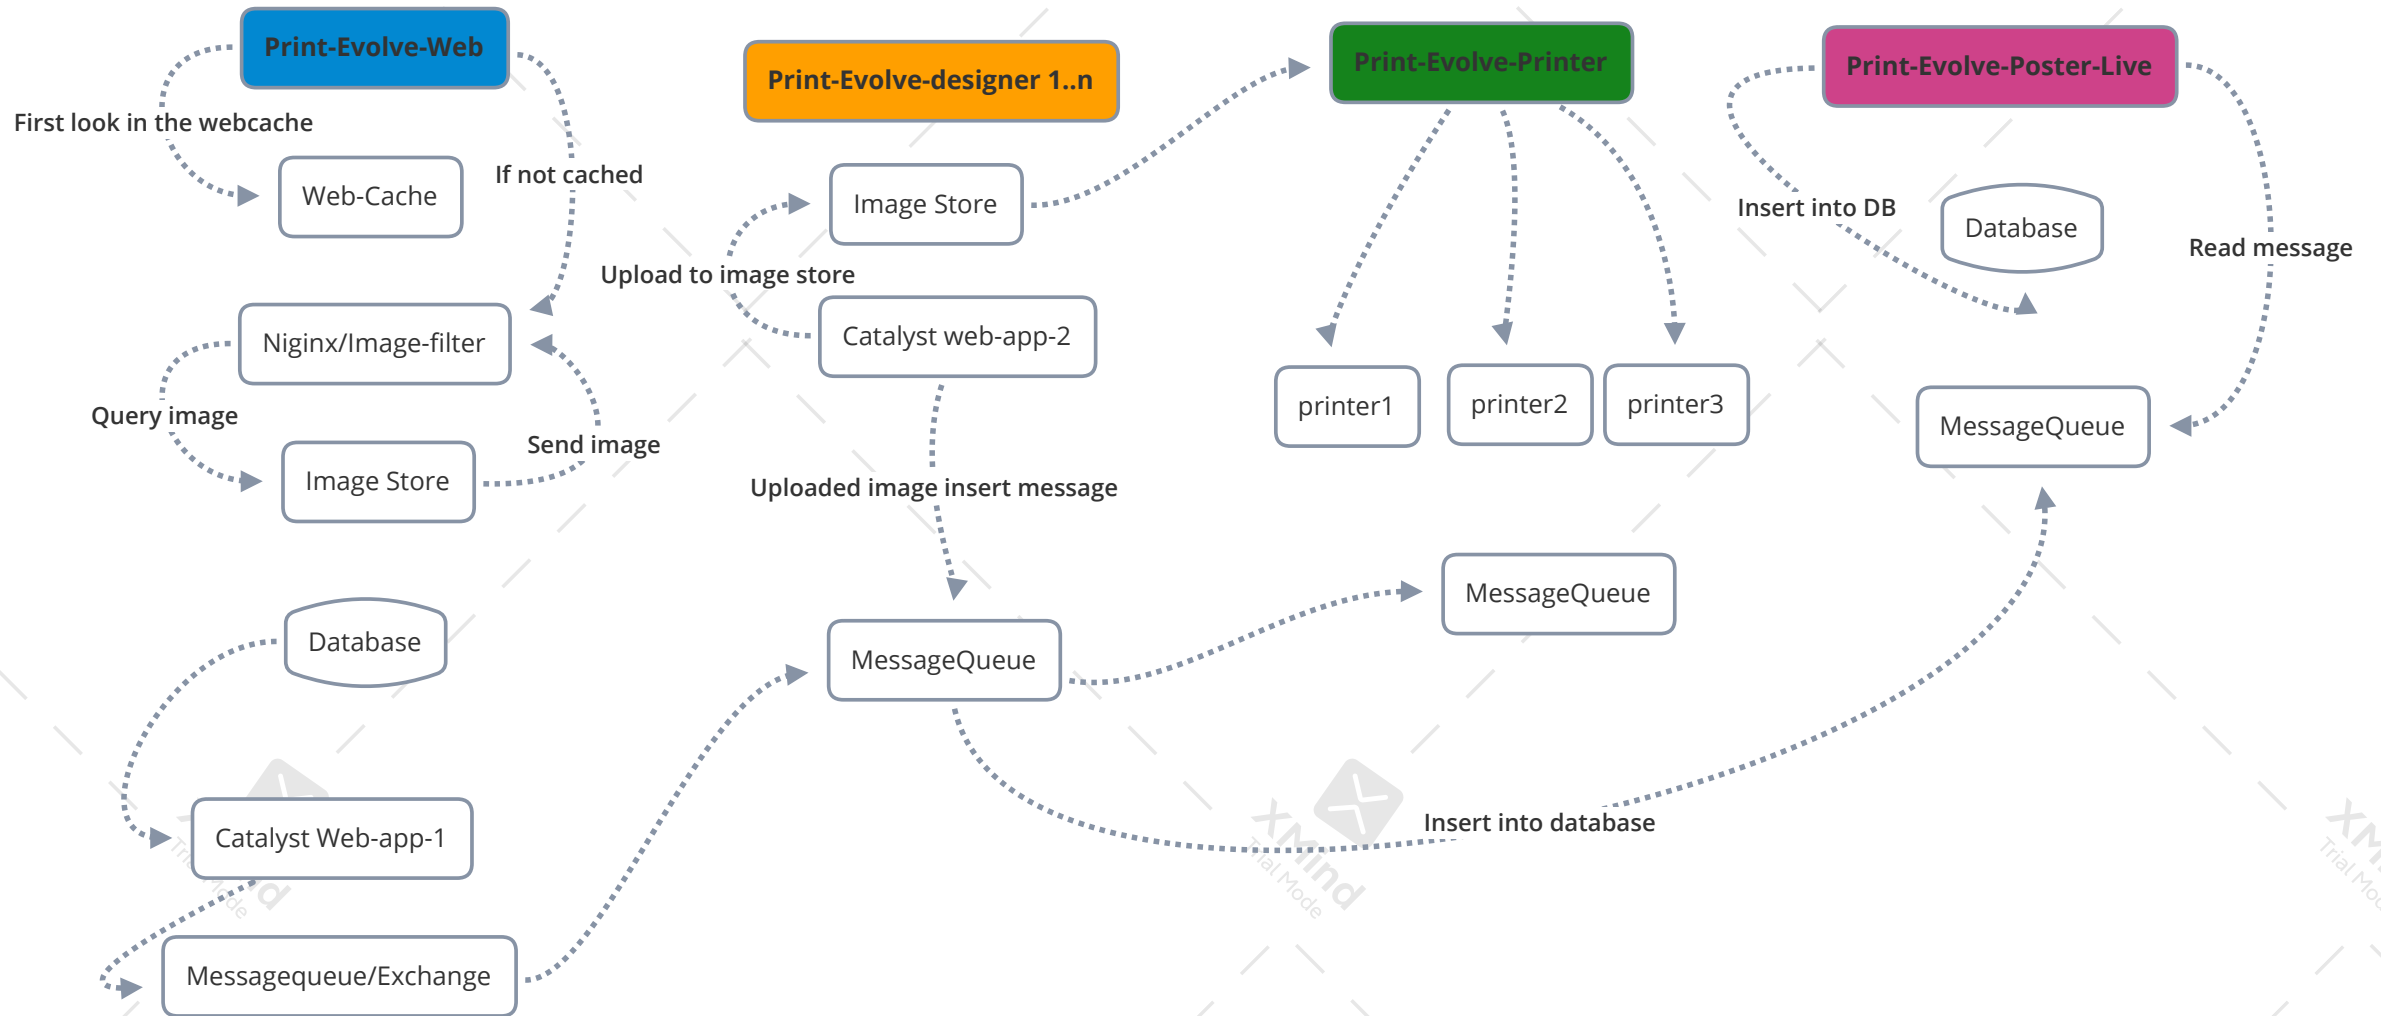 Print-Evolve-Web
First look in the webcache
Web-Cache
If not cached
Niginx/Image-filter
Query image
Send image
Image Store
Database
Catalyst Web-app-1
Messagequeue/Exchange
Print-Evolve-designer 1..n
Image Store
Upload to image store
Catalyst web-app-2
Uploaded image insert message
MessageQueue
Print-Evolve-Printer
printer1
printer2
printer3
MessageQueue
Insert into database
Print-Evolve-Poster-Live
Insert into DB
Database
Read message
MessageQueue
XMind
Trial Mode